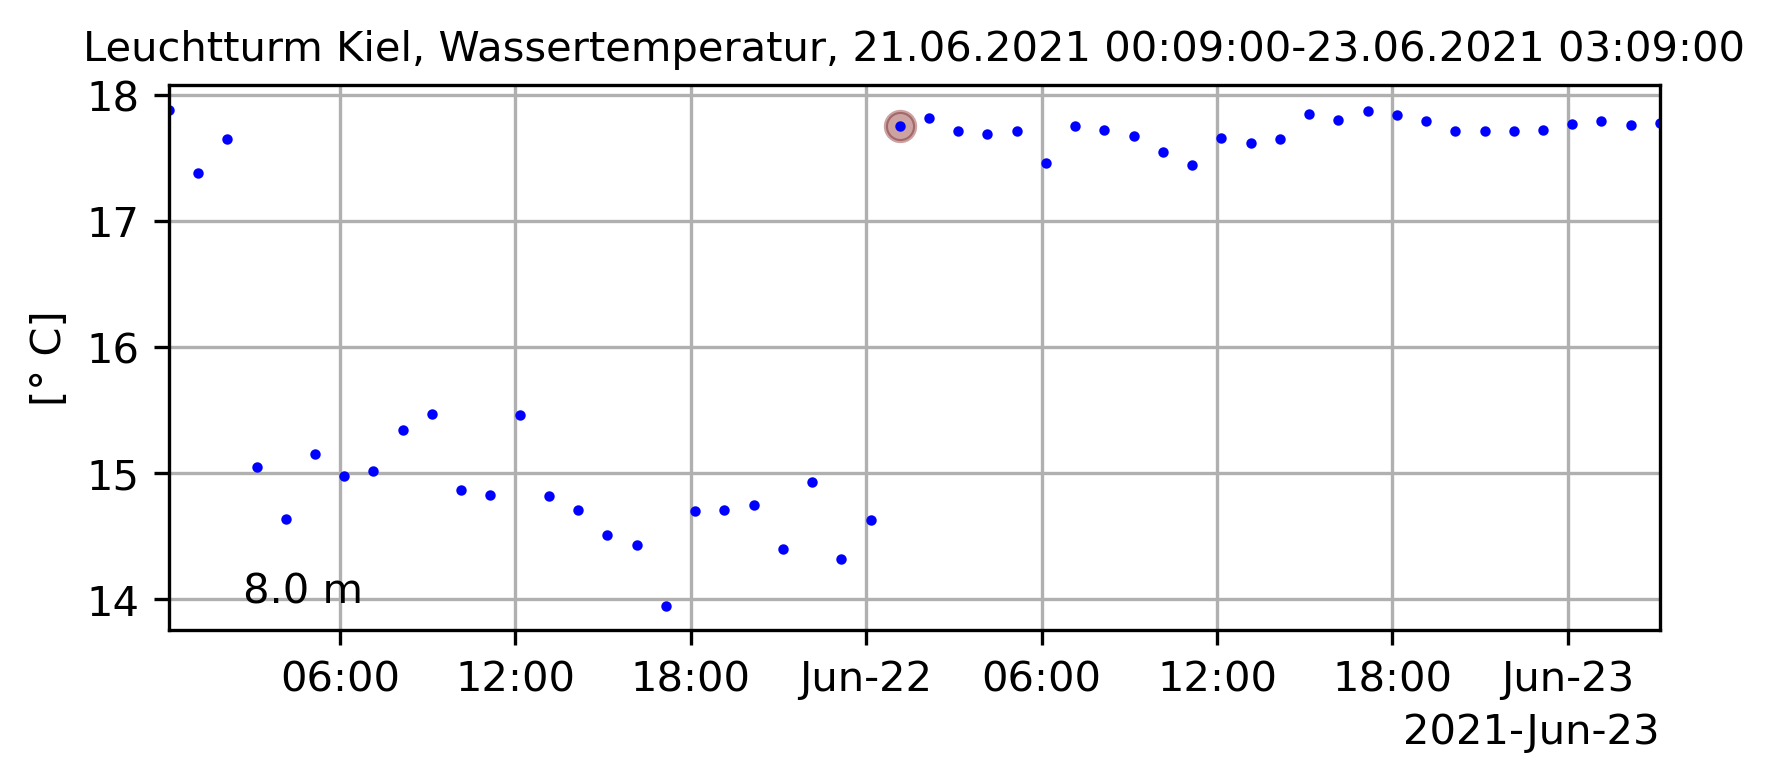 Leuchtturm Kiel, Wassertemperatur, 21.06.2021 00:09:00-23.06.2021 03:09:00
18
17
16
15
14
[° C]
8.0 m
06:00 12:00 18:00 Jun-22 06:00 12:00 18:00 Jun-23
2021-Jun-23